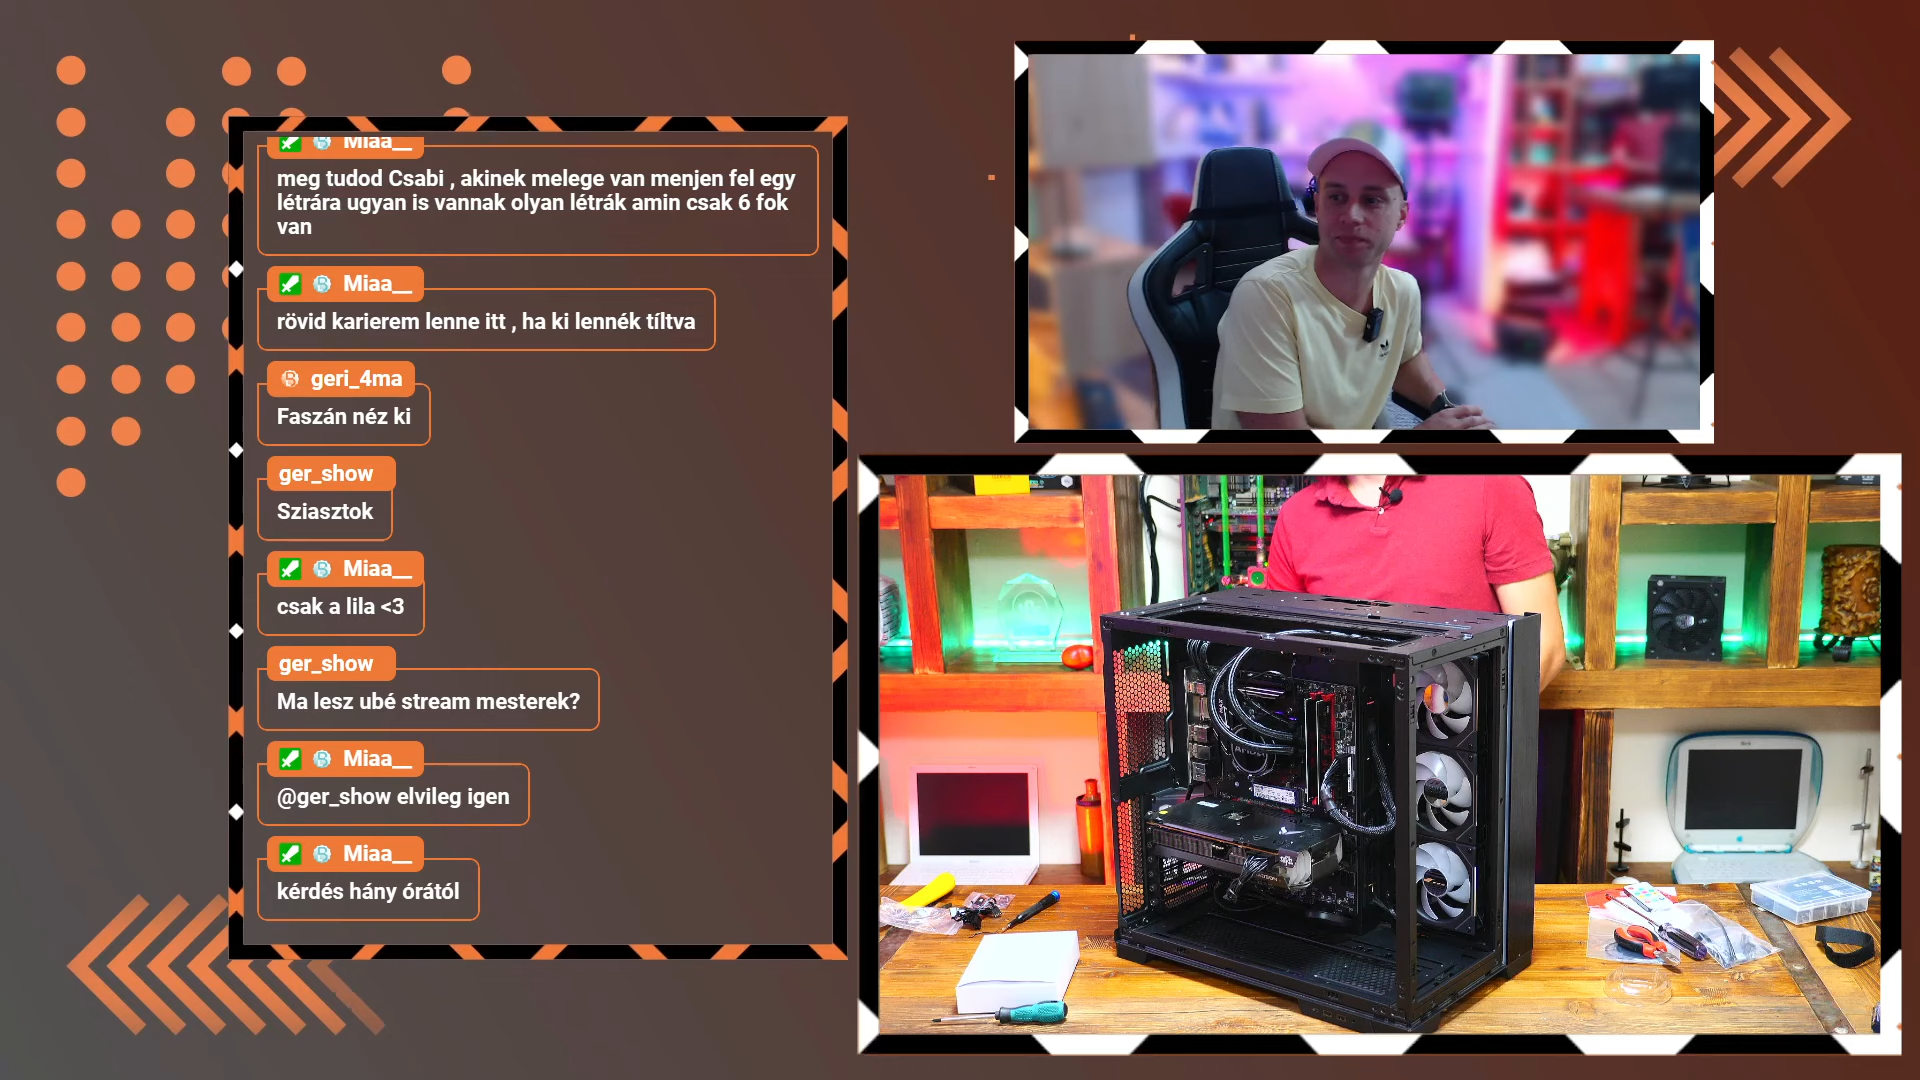 Miaa__
meg tudod Csabi , akinek melege van menjen fel egy
létrára ugyan is vannak olyan létrák amin csak 6 fok
van
Miaa__
rövid karierem lenne itt , ha ki lennék tíltva
geri_4ma
Faszán néz ki
ger_show
Sziasztok
Miaa__
csak a lila <3
ger_show
Ma lesz ubé stream mesterek?
Miaa__
@ger_show elvileg igen
Miaa__
kérdés hány órától